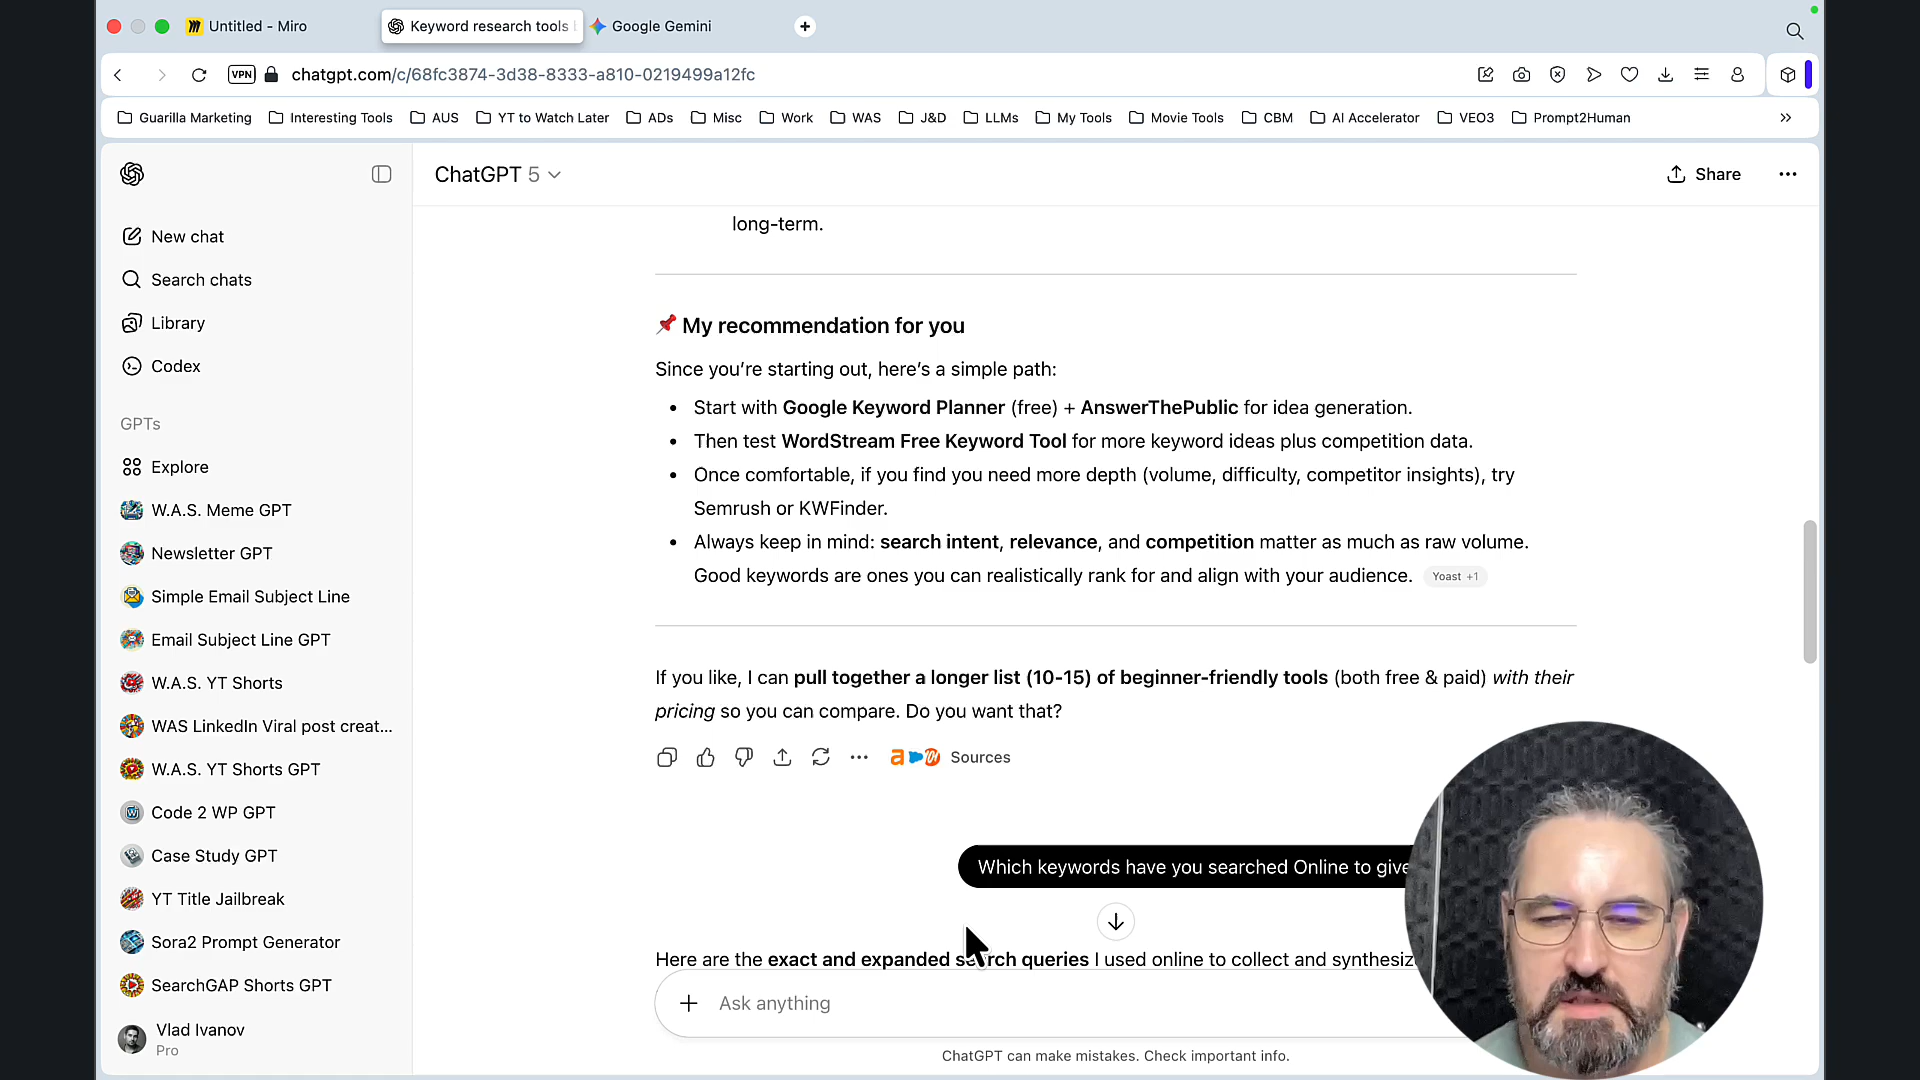 Untitled - Miro
Keyword research tools
Google Gemini
VPN
chatgpt.com/c/68fc3874-3d38-8333-a810-0219499a12fc
Guarilla Marketing
Interesting Tools
AUS
YT to Watch Later
ADs
Misc
Work
WAS
J&D
LLMs
My Tools
Movie Tools
CBM
AI Accelerator
VEO3
Prompt2Human
New chat
Search chats
Library
Codex
GPTs
Explore
W.A.S. Meme GPT
Newsletter GPT
Simple Email Subject Line
Email Subject Line GPT
W.A.S. YT Shorts
WAS LinkedIn Viral post creat...
W.A.S. YT Shorts GPT
Code 2 WP GPT
Case Study GPT
YT Title Jailbreak
Sora2 Prompt Generator
SearchGAP Shorts GPT
Vlad Ivanov
Pro
ChatGPT 5
Share
long-term.
📌 My recommendation for you
Since you're starting out, here's a simple path:
• Start with Google Keyword Planner (free) + AnswerThePublic for idea generation.
• Then test WordStream Free Keyword Tool for more keyword ideas plus competition data.
• Once comfortable, if you find you need more depth (volume, difficulty, competitor insights), try
Semrush or KWFinder.
• Always keep in mind: search intent, relevance, and competition matter as much as raw volume.
Good keywords are ones you can realistically rank for and align with your audience. Yoast +1
If you like, I can pull together a longer list (10-15) of beginner-friendly tools (both free & paid) with their
pricing so you can compare. Do you want that?
Sources
Which keywords have you searched Online to give
Here are the exact and expanded search queries I used online to collect and
Ask anything
ChatGPT can make mistakes. Check important info.